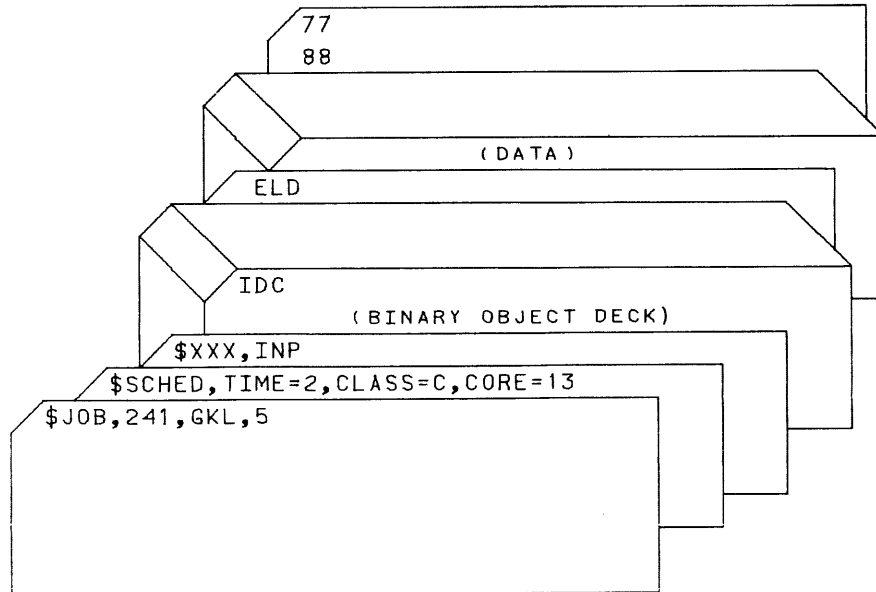 77
88
(DATA)
ELD
IDC
(BINARY OBJECT DECK)
$XXX,INP
$SCHED,TIME=2,CLASS=C,CORE=13
$JOB,241,GKL,5